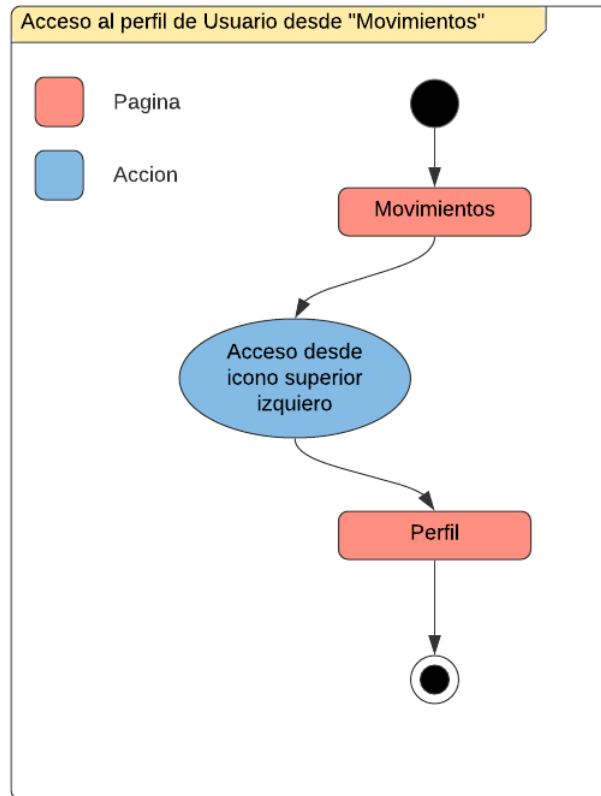 Acceso al perfil de Usuario desde "Movimientos"
Pagina
Accion
Movimientos
Acceso desde
icono superior
izquiero
Perfil